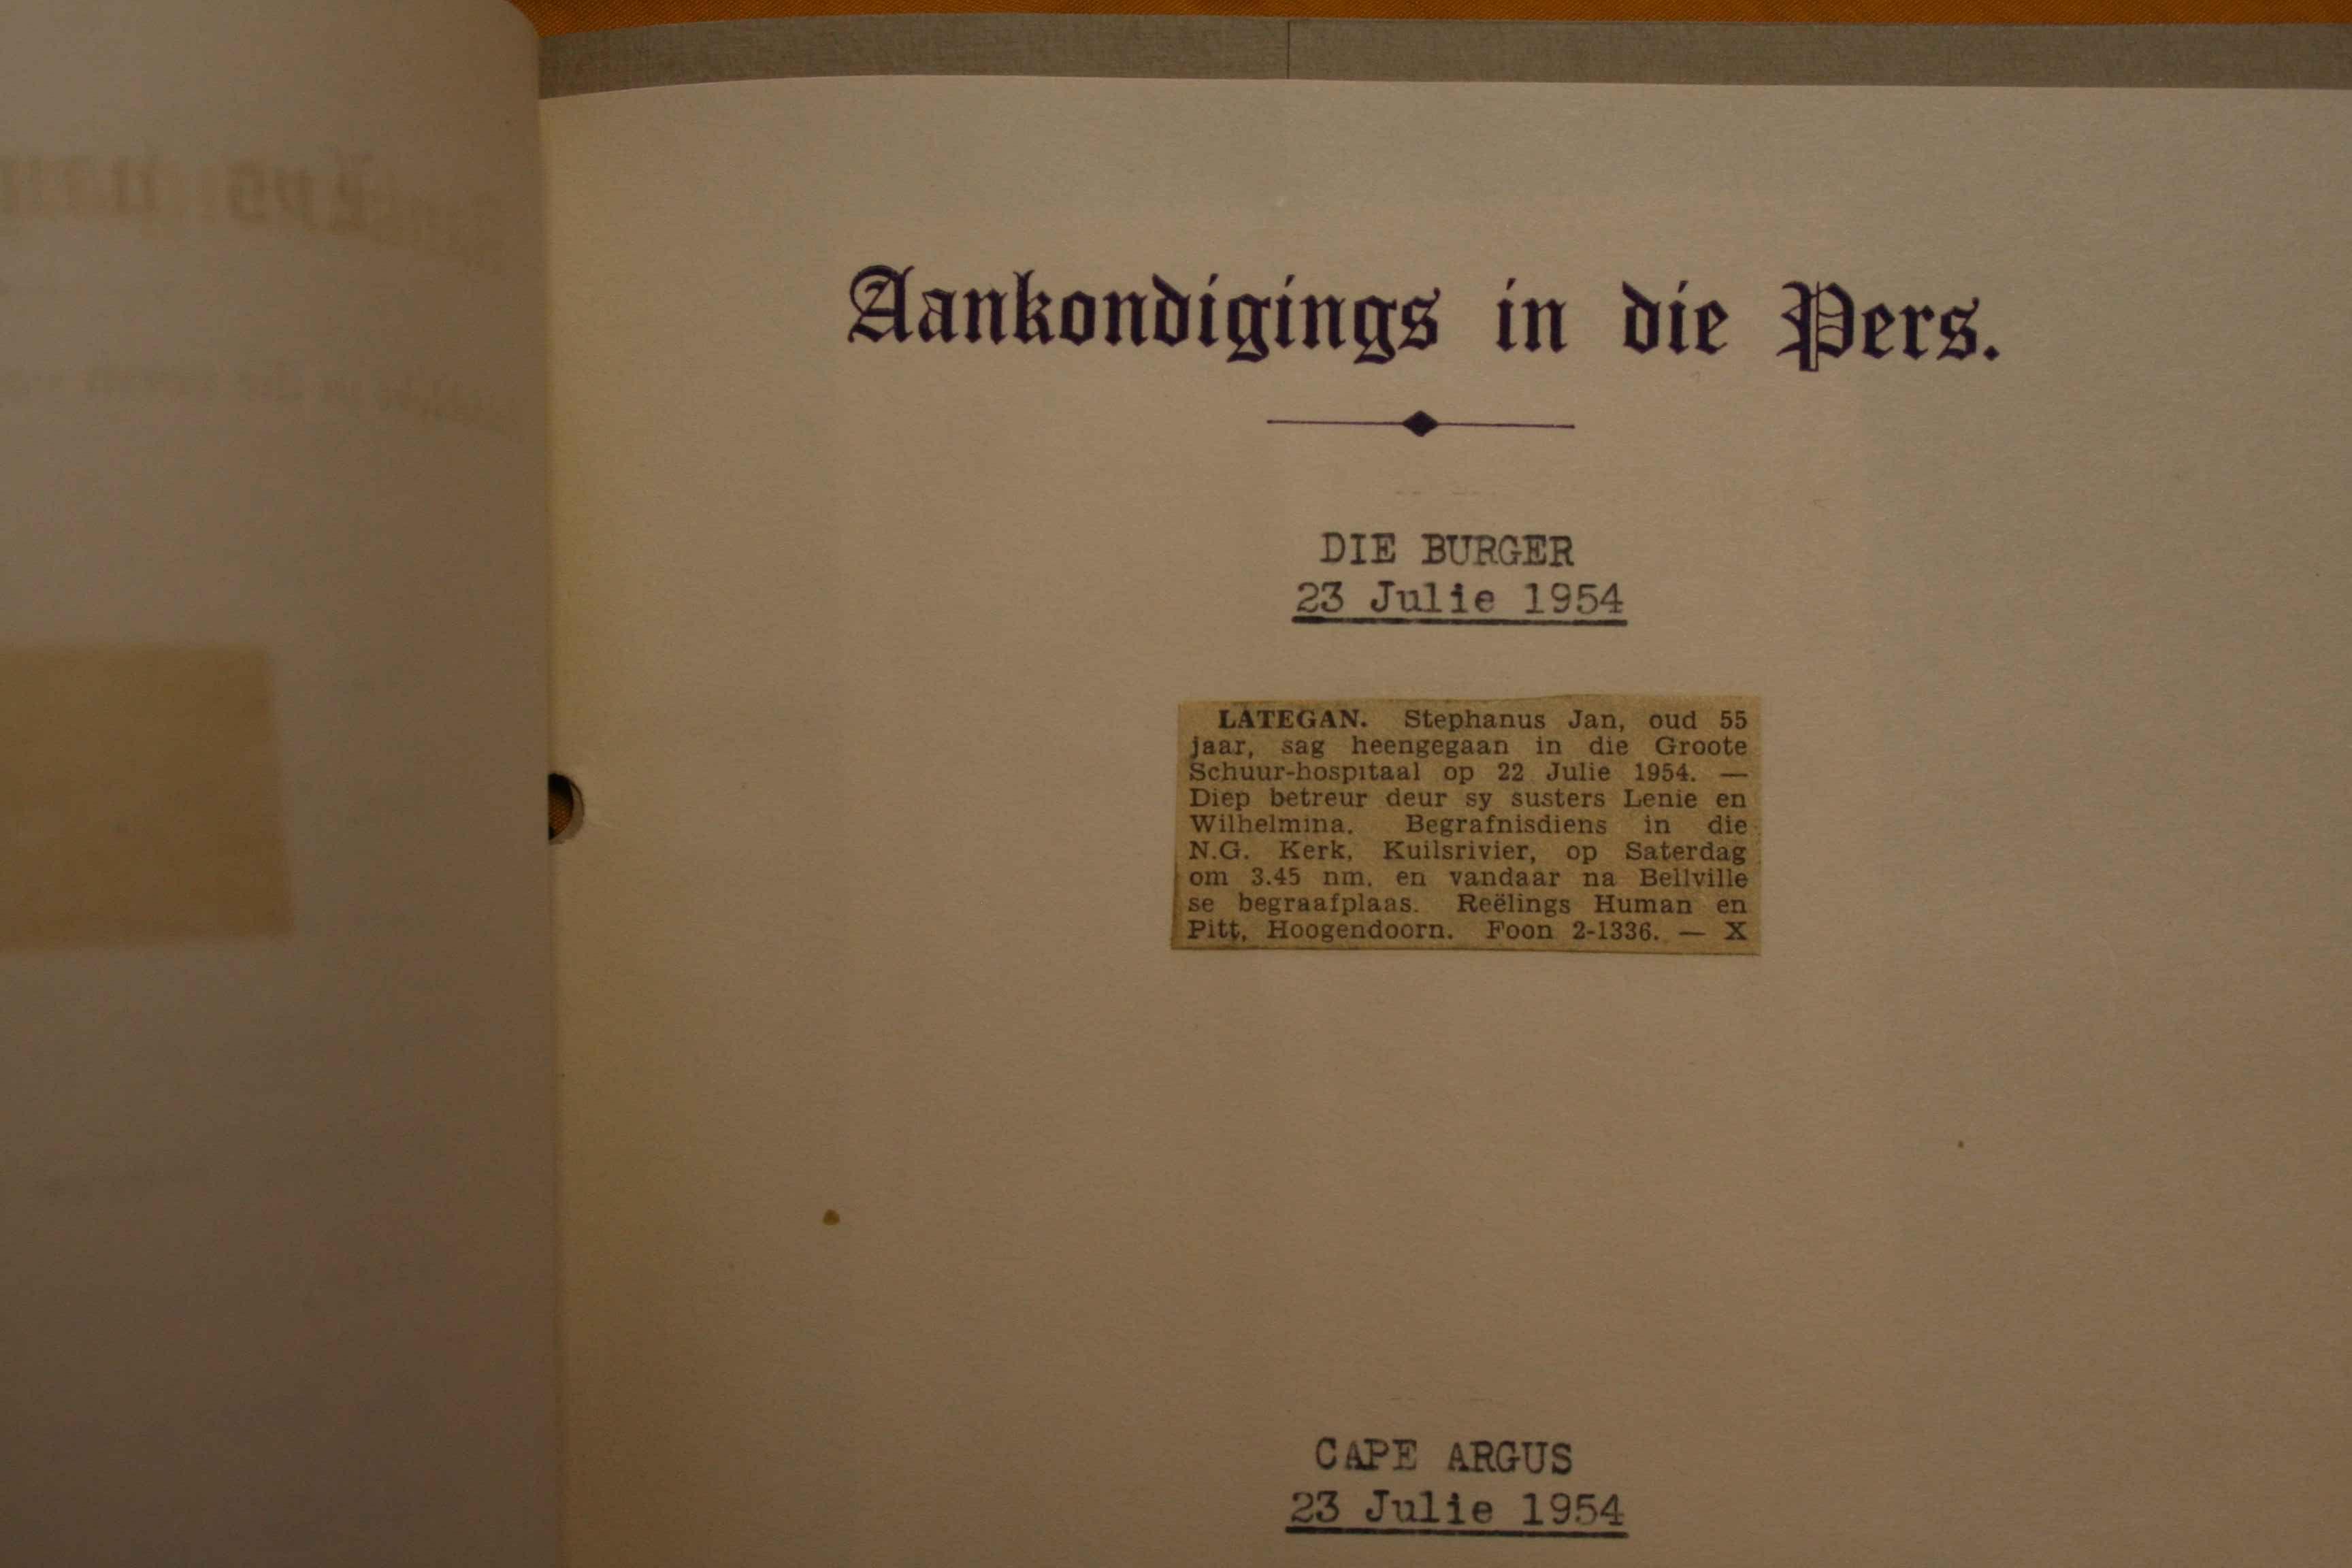 Aankondigings in die Pers.
DIE BURGER
23 Julie 1954
LATEGAN. Stephanus Jan, oud 55
jaar, sag heengegaan in die Groote
Schuur-hospitaal op 22 Julie 1954. —
Diep betreur deur sy susters Lenie en
Wilhelmina. Begrafnisdiens in die
N.G. Kerk, Kuilsrivier, op Saterdag
om 3.45 nm. en vandaar na Bellville
se begraafplaas. Reëlings Human en
Pitt, Hoogendoorn. Foon 2-1336. — X
CAPE ARGUS
23 Julie 1954